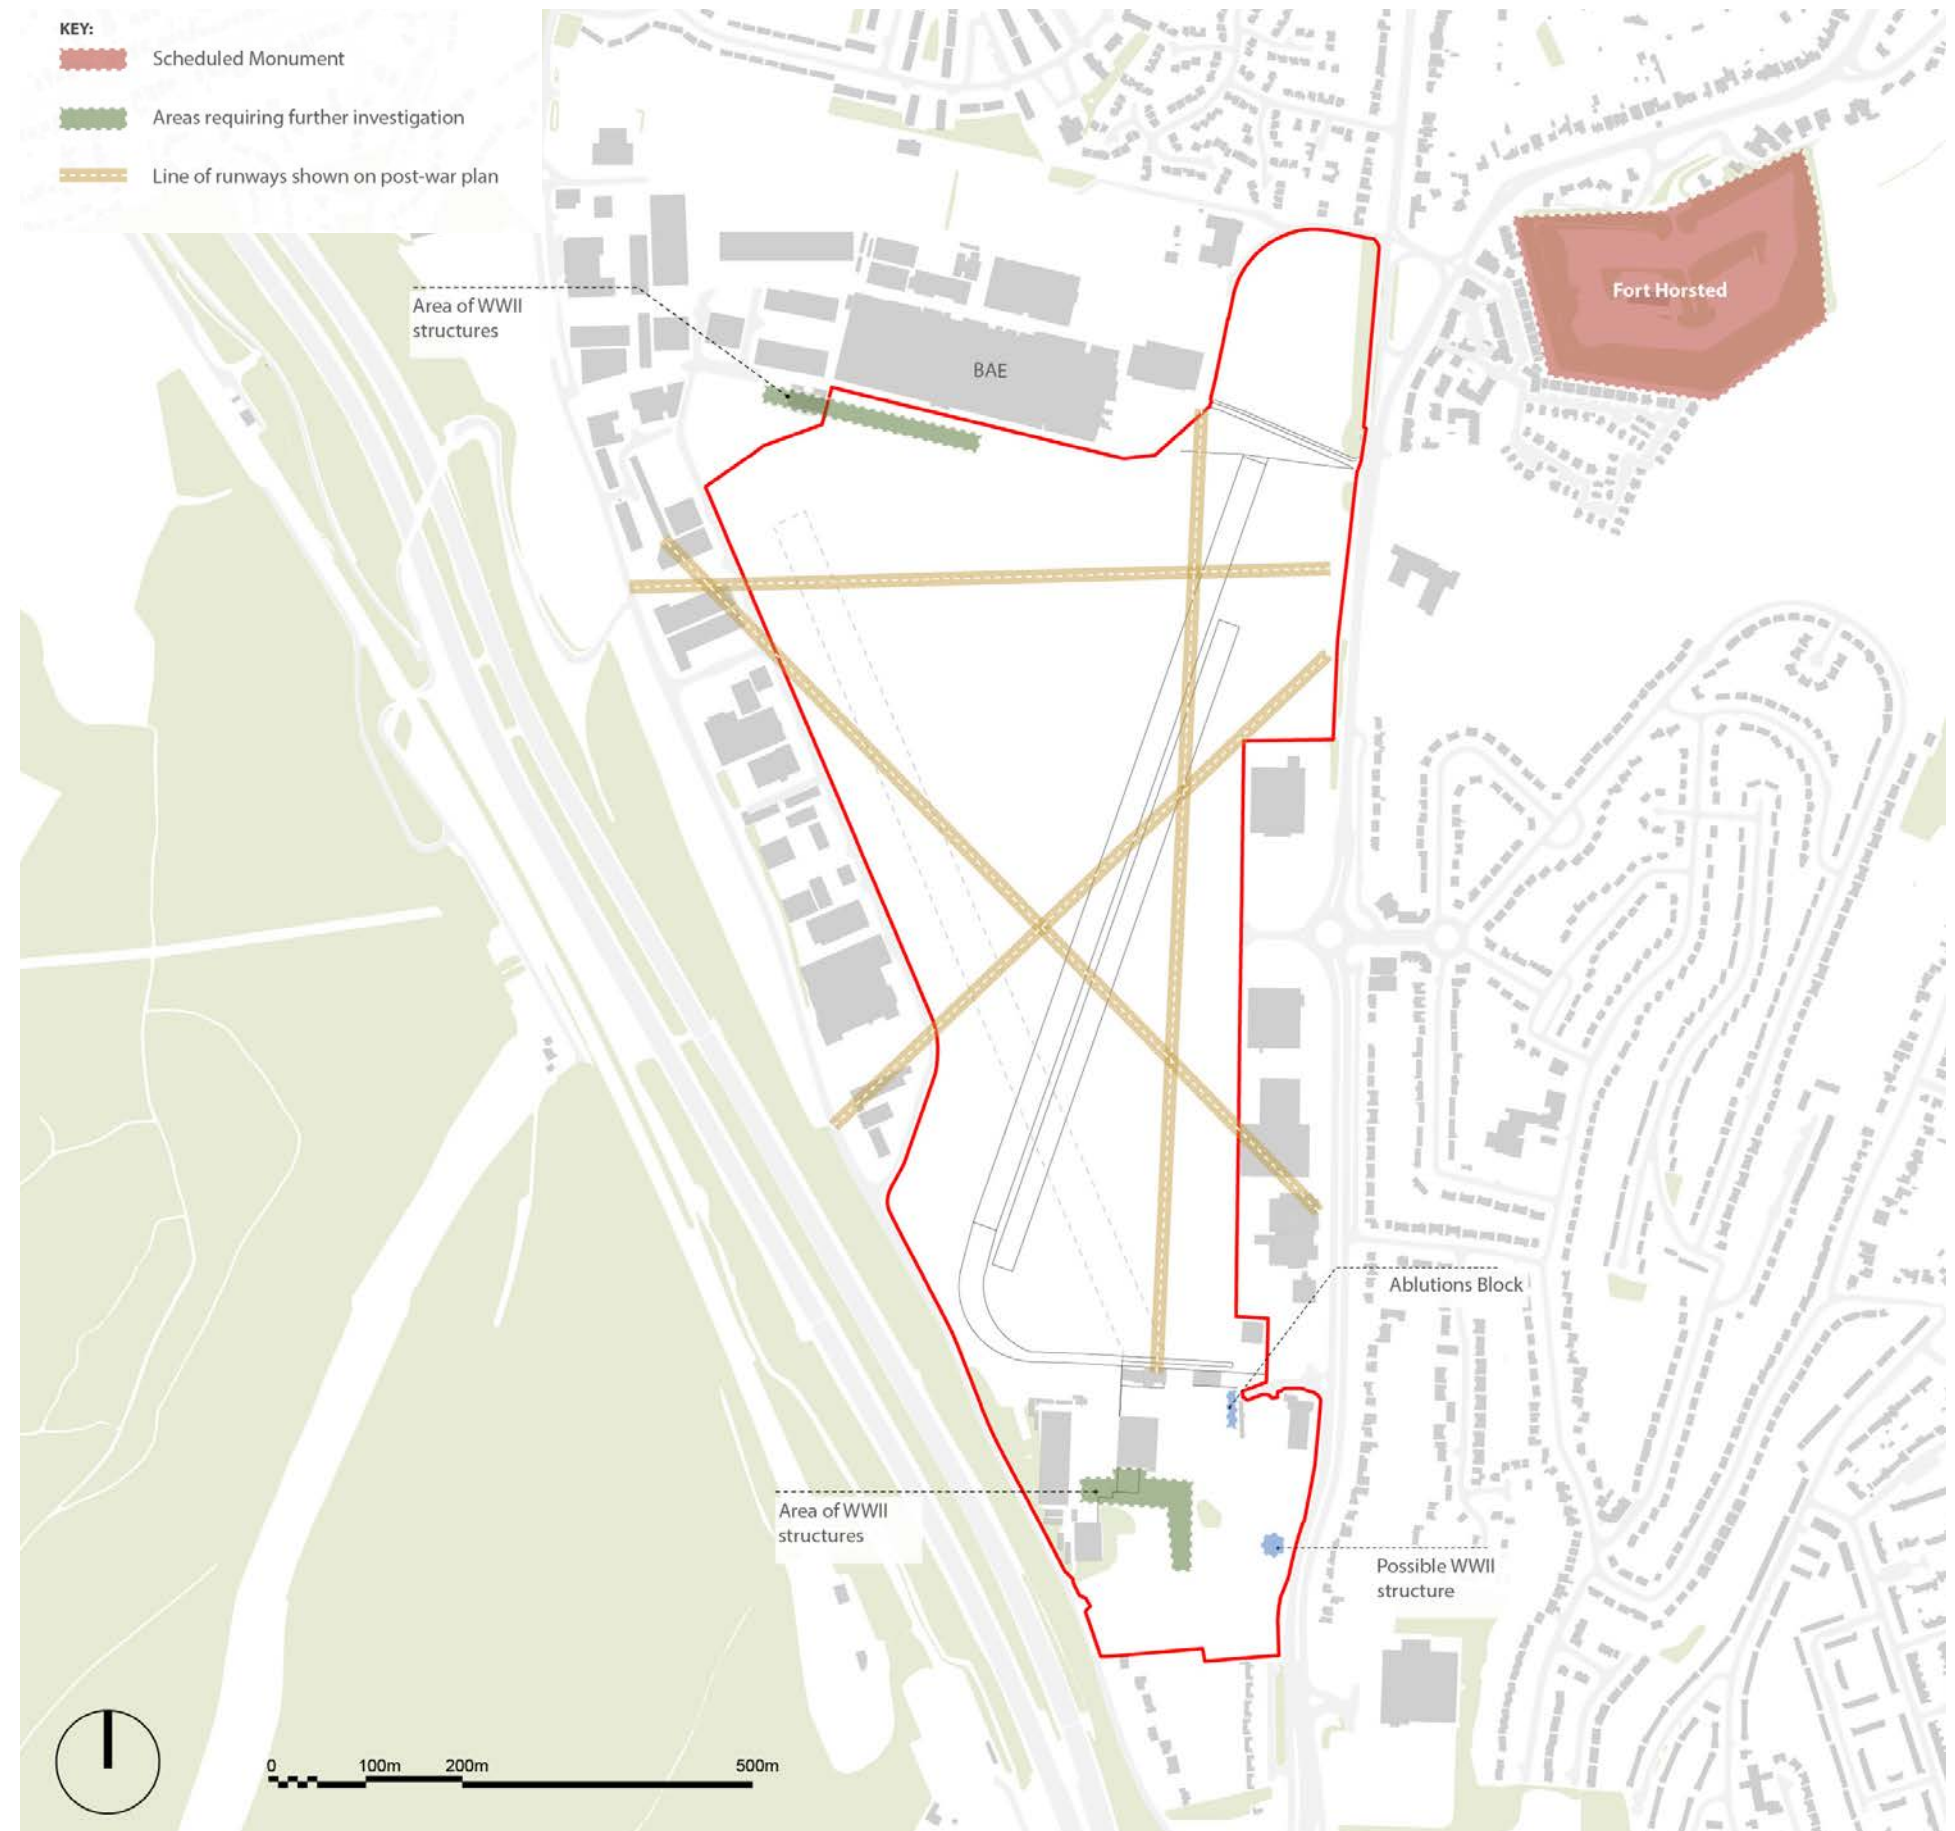 KEY:
Scheduled Monument
Areas requiring further investigation
Line of runways shown on post-war plan
Area of WWII
structures
Fort Horsted
BAE
Ablutions Block
Area of WWII
structures
Possible WWII
structure
0 100m 200m 500m